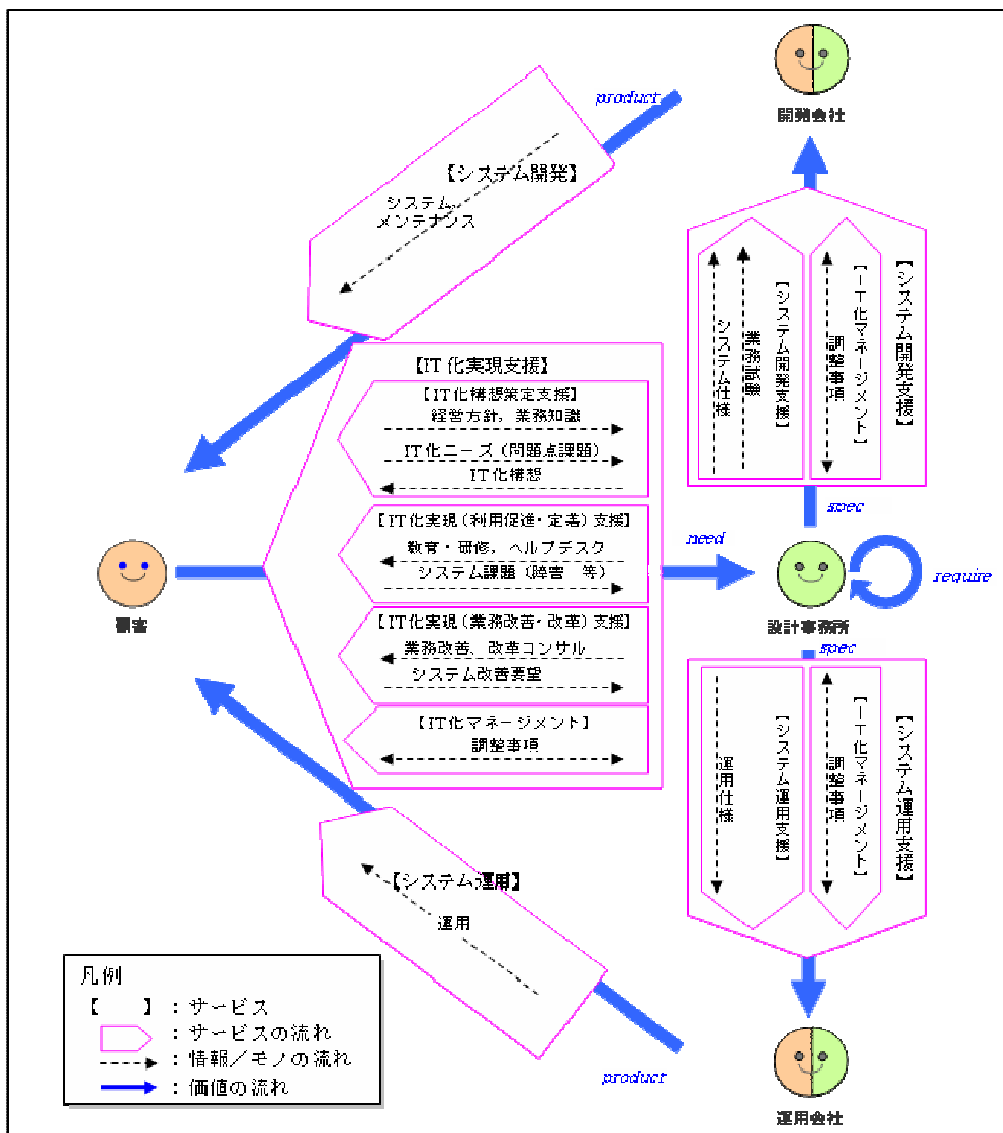 product
開発会社
【システム開発】
システム,
メンテナンス
【システム開発支援】
【ITマネージメント】
調整事項
【システム開発支援】
業務試験
システム仕様
【IT化実現支援】
【IT化構想策定支援】
経営方針，業務知識
IT化ニーズ（問題点課題）
IT化構想
【IT化実現（利用促進・定着）支援】
教育・研修，ヘルプデスク
システム課題（障害 等）
【IT化実現（業務改善・改革）支援】
業務改善、改革コンサル
システム改善要望
【IT化マネージメント】
調整事項
顧客
need
spec
require
設計事務所
spec
【システム運用支援】
【IT化マネージメント】
調整事項
【システム運用支援】
運用仕様
【システム運用】
運用
product
運用会社
凡例
【 】：サービス
：サービスの流れ
：情報／モノの流れ
：価値の流れ